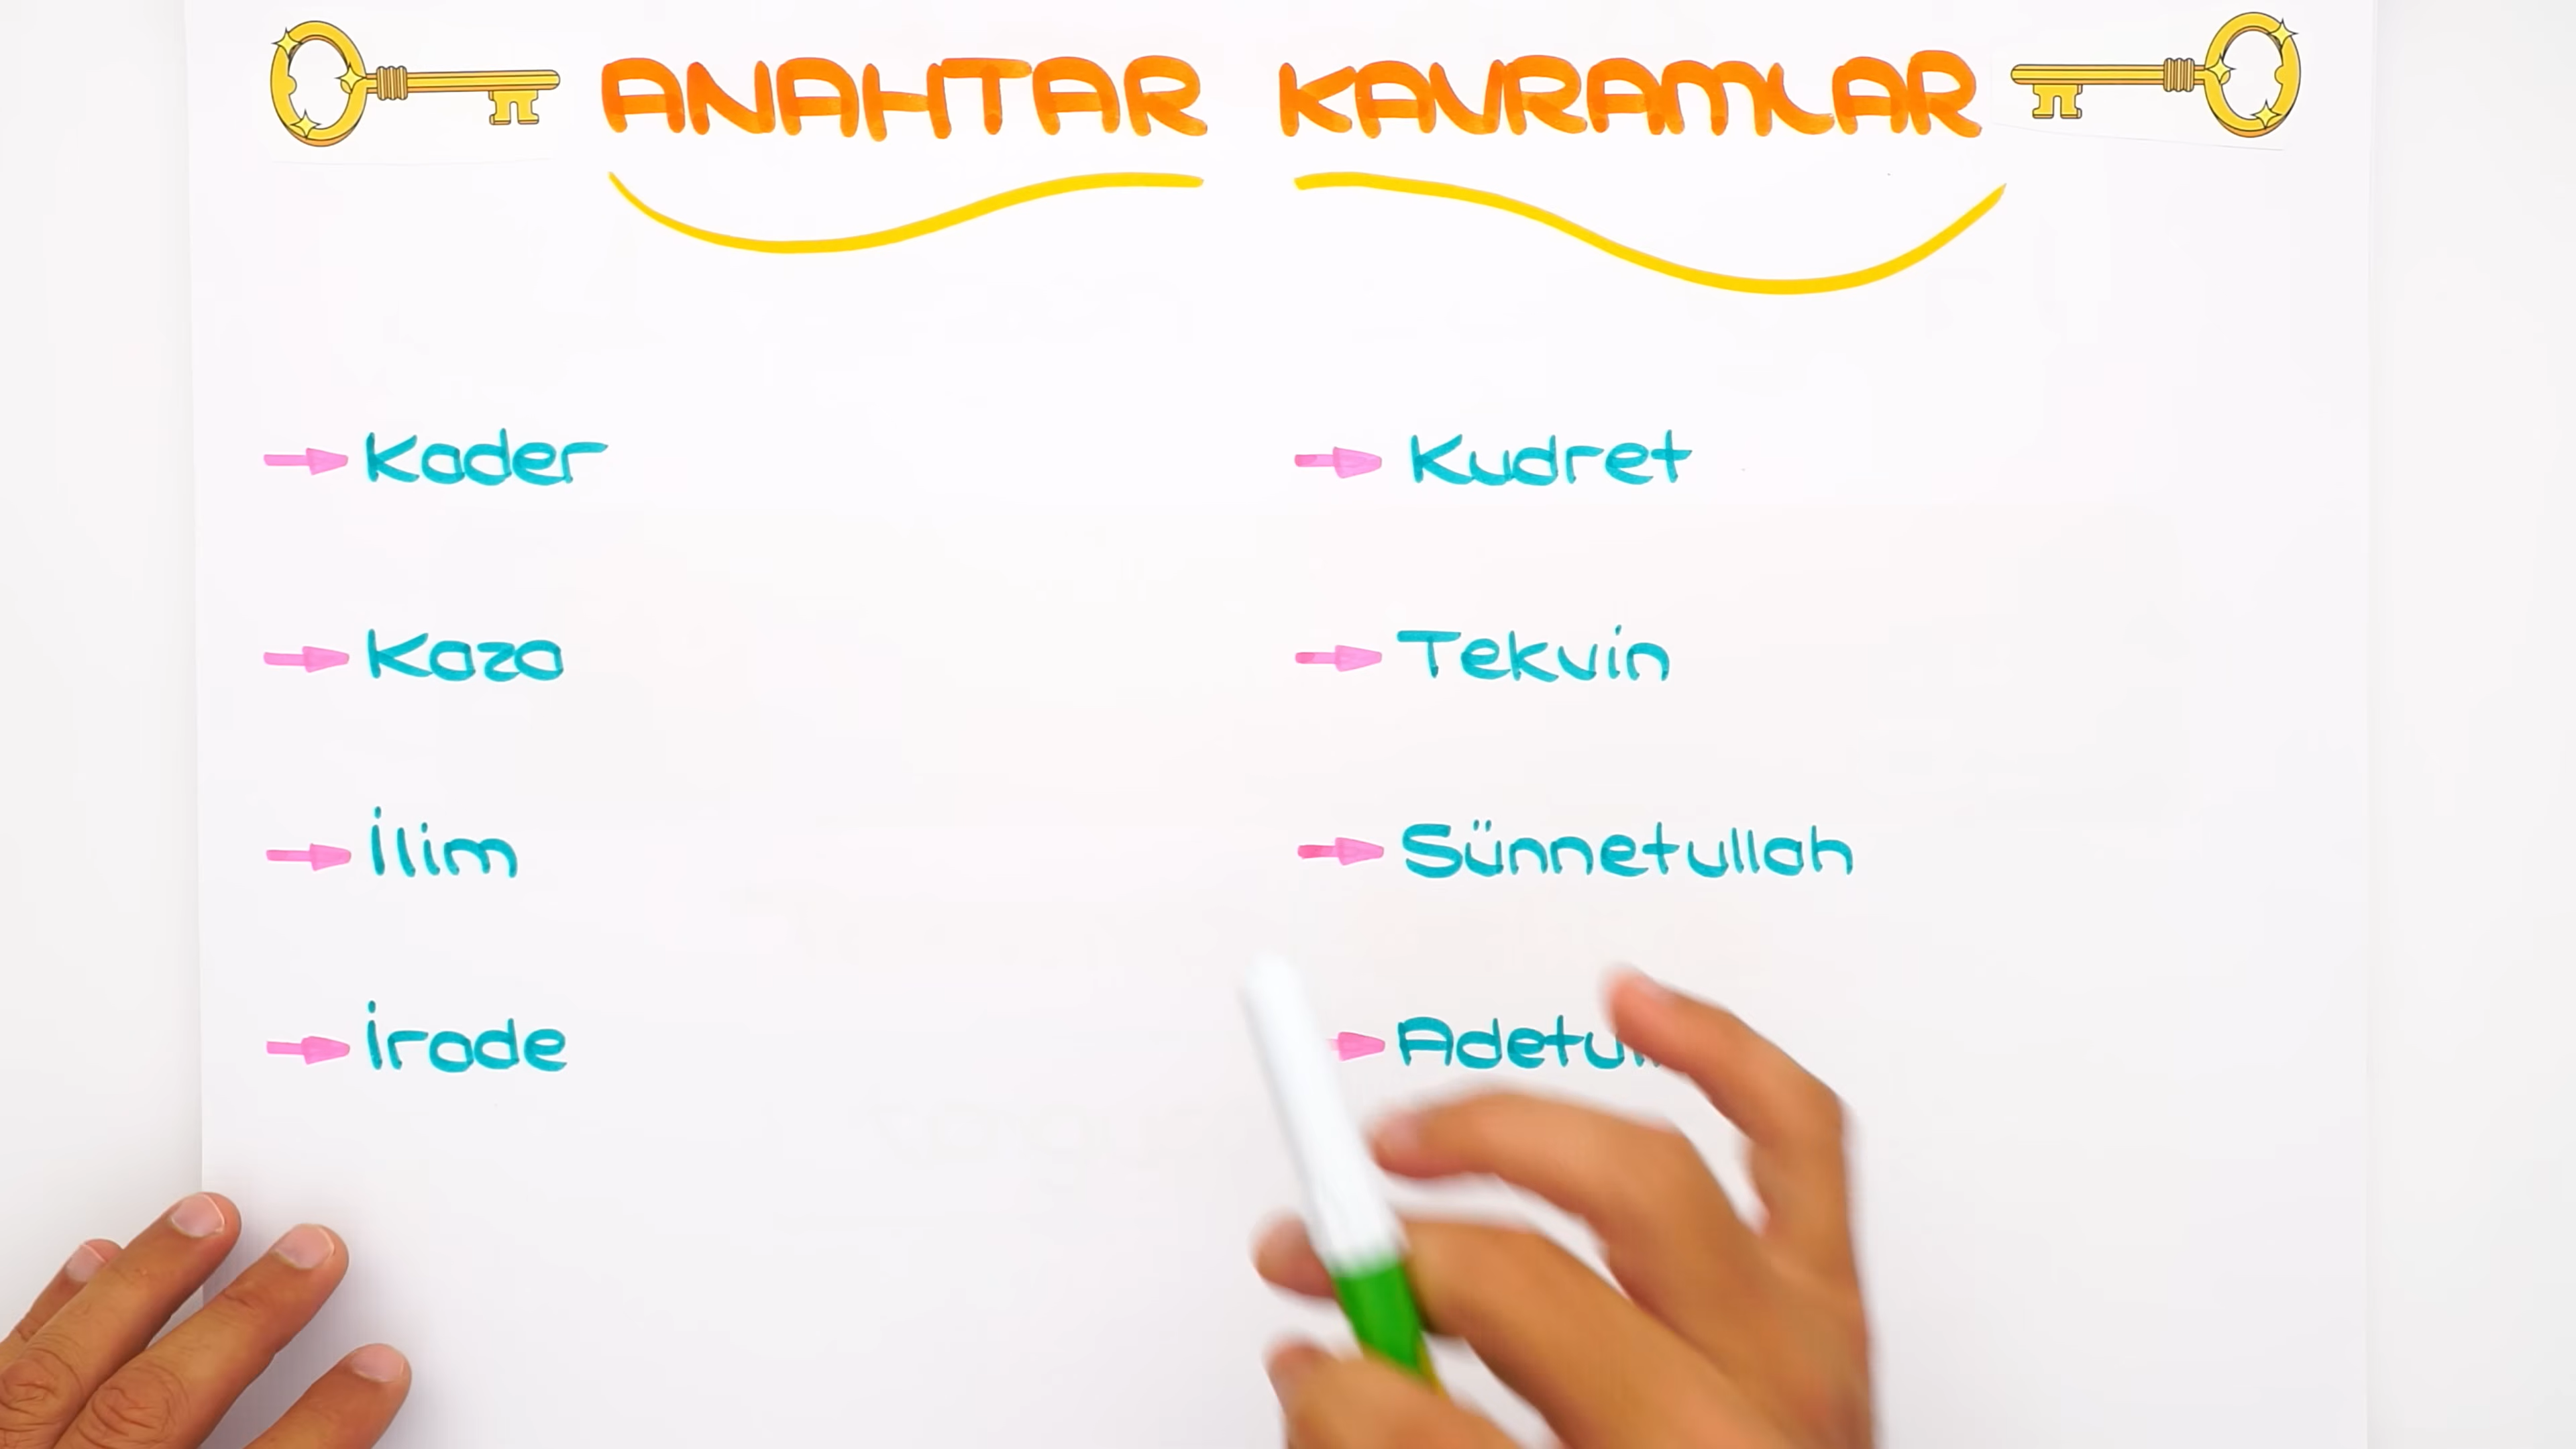 ANAHTAR KAVRAMLAR
Kader
Kaza
İlim
İrade
Kudret
Tekvin
Sünnetullah